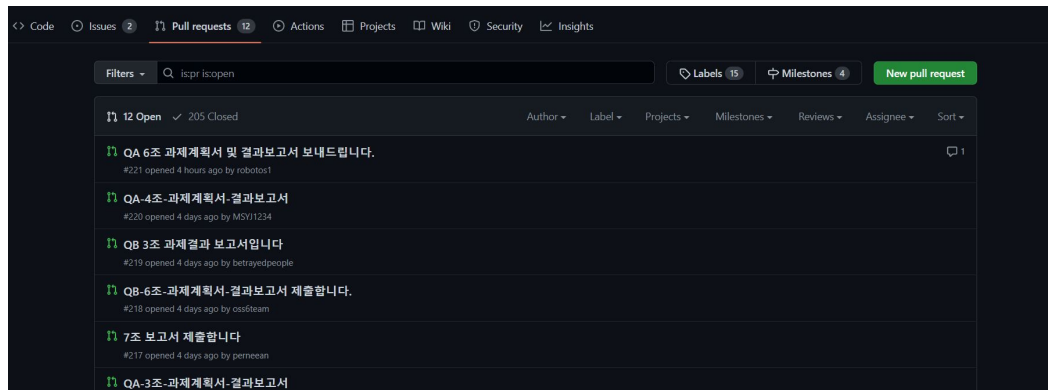 Code Issues 2 Pull requests 12 Actions Projects Wiki Security Insights
Filters is:pr is:open Labels 15 Milestones 4 New pull request
12 Open 205 Closed Author Label Projects Milestones Reviews Assignee Sort
QA 6조 과제계획서 및 결과보고서 보내드립니다. 1
#221 opened 4 hours ago by robotos1
QA-4조-과제계획서-결과보고서
#220 opened 4 days ago by MSYJ1234
QB 3조 과제결과 보고서입니다
#219 opened 4 days ago by betrayedpeople
QB-6조-과제계획서-결과보고서 제출합니다.
#218 opened 4 days ago by oss6team
7조 보고서 제출합니다
#217 opened 4 days ago by perneean
QA-3조-과제계획서-결과보고서